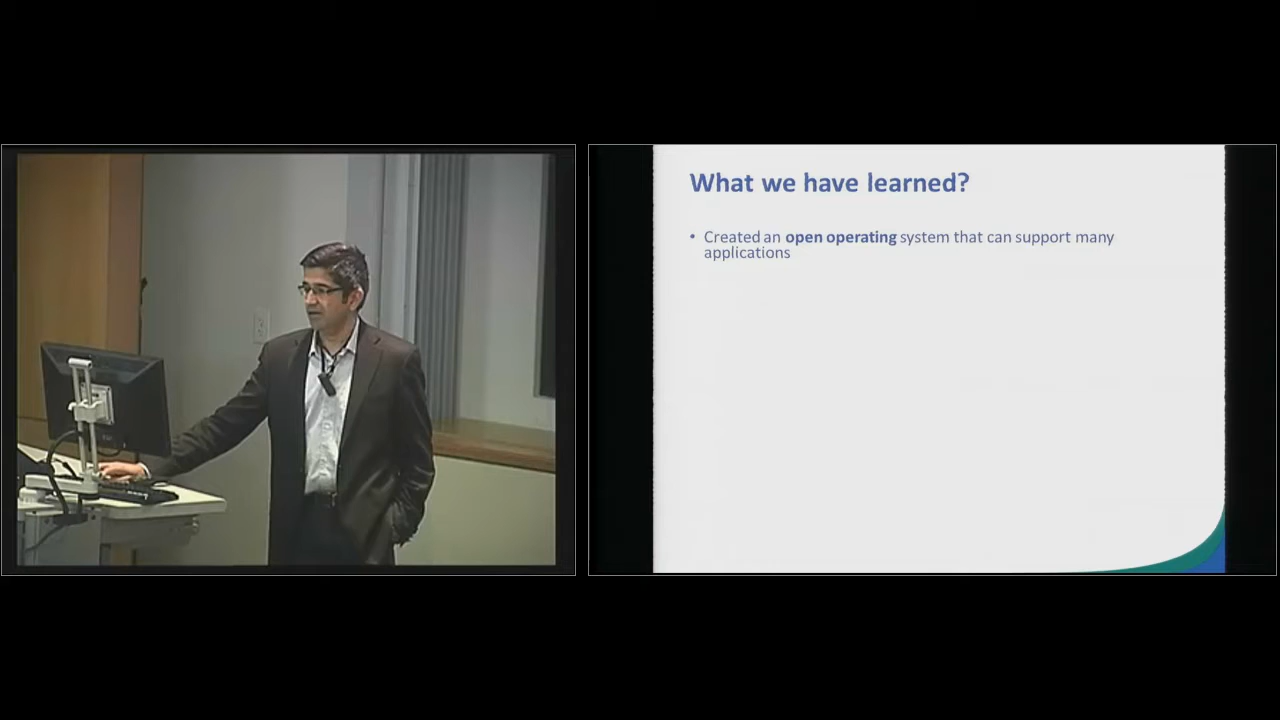 What we have learned?
• Created an open operating system that can support many
applications